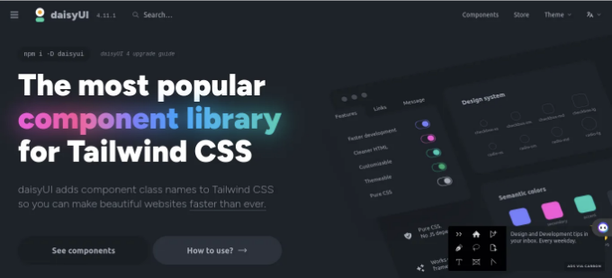 daisyUI 4.11.1 Search... Components Store Theme
npm i -D daisyui daisyUI 4 upgrade guide
The most popular
component library
for Tailwind CSS
daisyUI adds component class names to Tailwind CSS
so you can make beautiful websites faster than ever.
See components How to use? →
Features Links Message
Faster development
Cleaner HTML
Customizable
Themeable
Pure CSS
Design system
Semantic colors
Pure CS
No JS depe
Works
frame
Design and Development tips in
your inbox. Every weekday.
ADS VIA CARBON